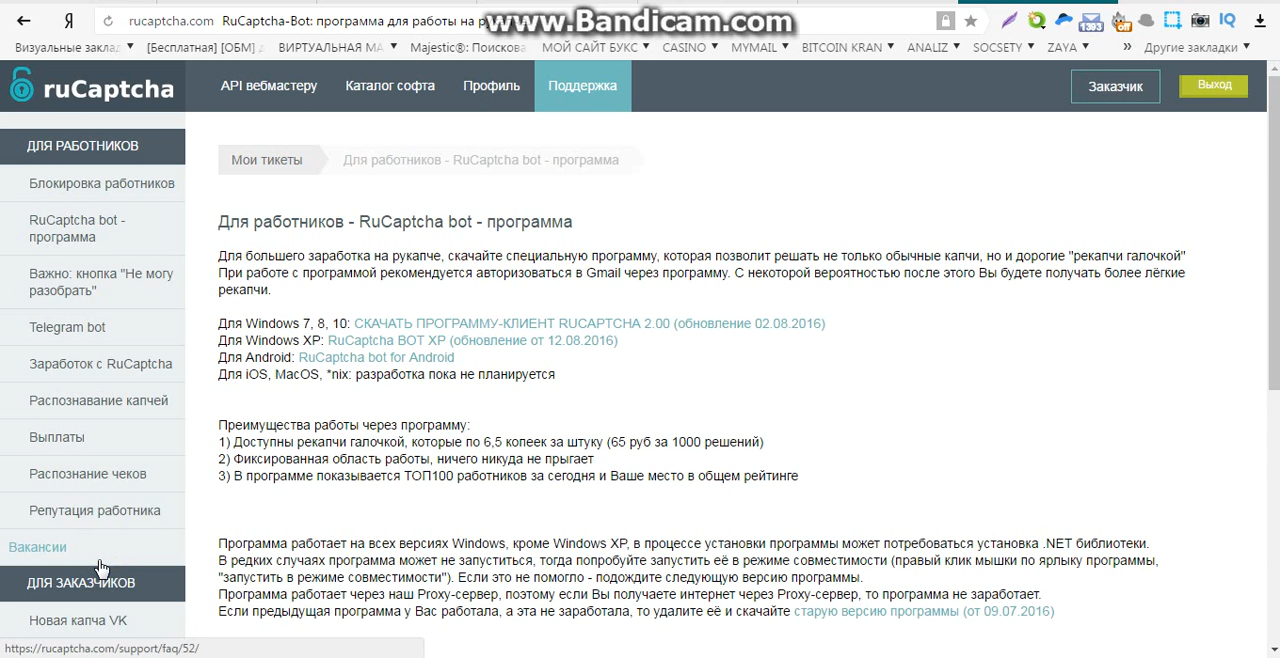 rucaptcha.com RuCaptcha-Bot: программа для работы на
www.Bandicam.com
Визуальные заклад
[Бесплатная] [ОБМ]
ВИРТУАЛЬНАЯ МА
Majestic®: Поискова
МОЙ САЙТ БУКС
CASINO
MYMAIL
BITCOIN KRAN
ANALIZ
SOCSETY
ZAYA
»
Другие закладки
ruCaptcha
API вебмастеру
Каталог софта
Профиль
Поддержка
Заказчик
Выход
ДЛЯ РАБОТНИКОВ
Блокировка работников
RuCaptcha bot -
программа
Важно: кнопка "Не могу
разобрать"
Telegram bot
Заработок с RuCaptcha
Распознавание капчей
Выплаты
Распознание чеков
Репутация работника
Вакансии
ДЛЯ ЗАКАЗЧИКОВ
Новая капча VK
https://rucaptcha.com/support/faq/52/
Мои тикеты
Для работников - RuCaptcha bot - программа
Для работников - RuCaptcha bot - программа
Для большего заработка на рукапче, скачайте специальную программу, которая позволит решать не только обычные капчи, но и дорогие "рекапчи галочкой"
При работе с программой рекомендуется авторизоваться в Gmail через программу. С некоторой вероятностью после этого Вы будете получать более лёгкие
рекапчи.
Для Windows 7, 8, 10: СКАЧАТЬ ПРОГРАММУ-КЛИЕНТ RUCAPTCHA 2.00 (обновление 02.08.2016)
Для Windows XP: RuCaptcha BOT XP (обновление от 12.08.2016)
Для Android: RuCaptcha bot for Android
Для iOS, MacOS, *nix: разработка пока не планируется
Преимущества работы через программу:
1) Доступны рекапчи галочкой, которые по 6,5 копеек за штуку (65 руб за 1000 решений)
2) Фиксированная область работы, ничего никуда не прыгает
3) В программе показывается ТОП100 работников за сегодня и Ваше место в общем рейтинге
Программа работает на всех версиях Windows, кроме Windows XP, в процессе установки программы может потребоваться установка .NET библиотеки.
В редких случаях программа может не запуститься, тогда попробуйте запустить её в режиме совместимости (правый клик мышки по ярлыку программы,
"запустить в режиме совместимости"). Если это не помогло - подождите следующую версию программы.
Программа работает через наш Proxy-сервер, поэтому если Вы получаете интернет через Proxy-сервер, то программа не заработает.
Если предыдущая программа у Вас работала, а эта не заработала, то удалите её и скачайте старую версию программы (от 09.07.2016)